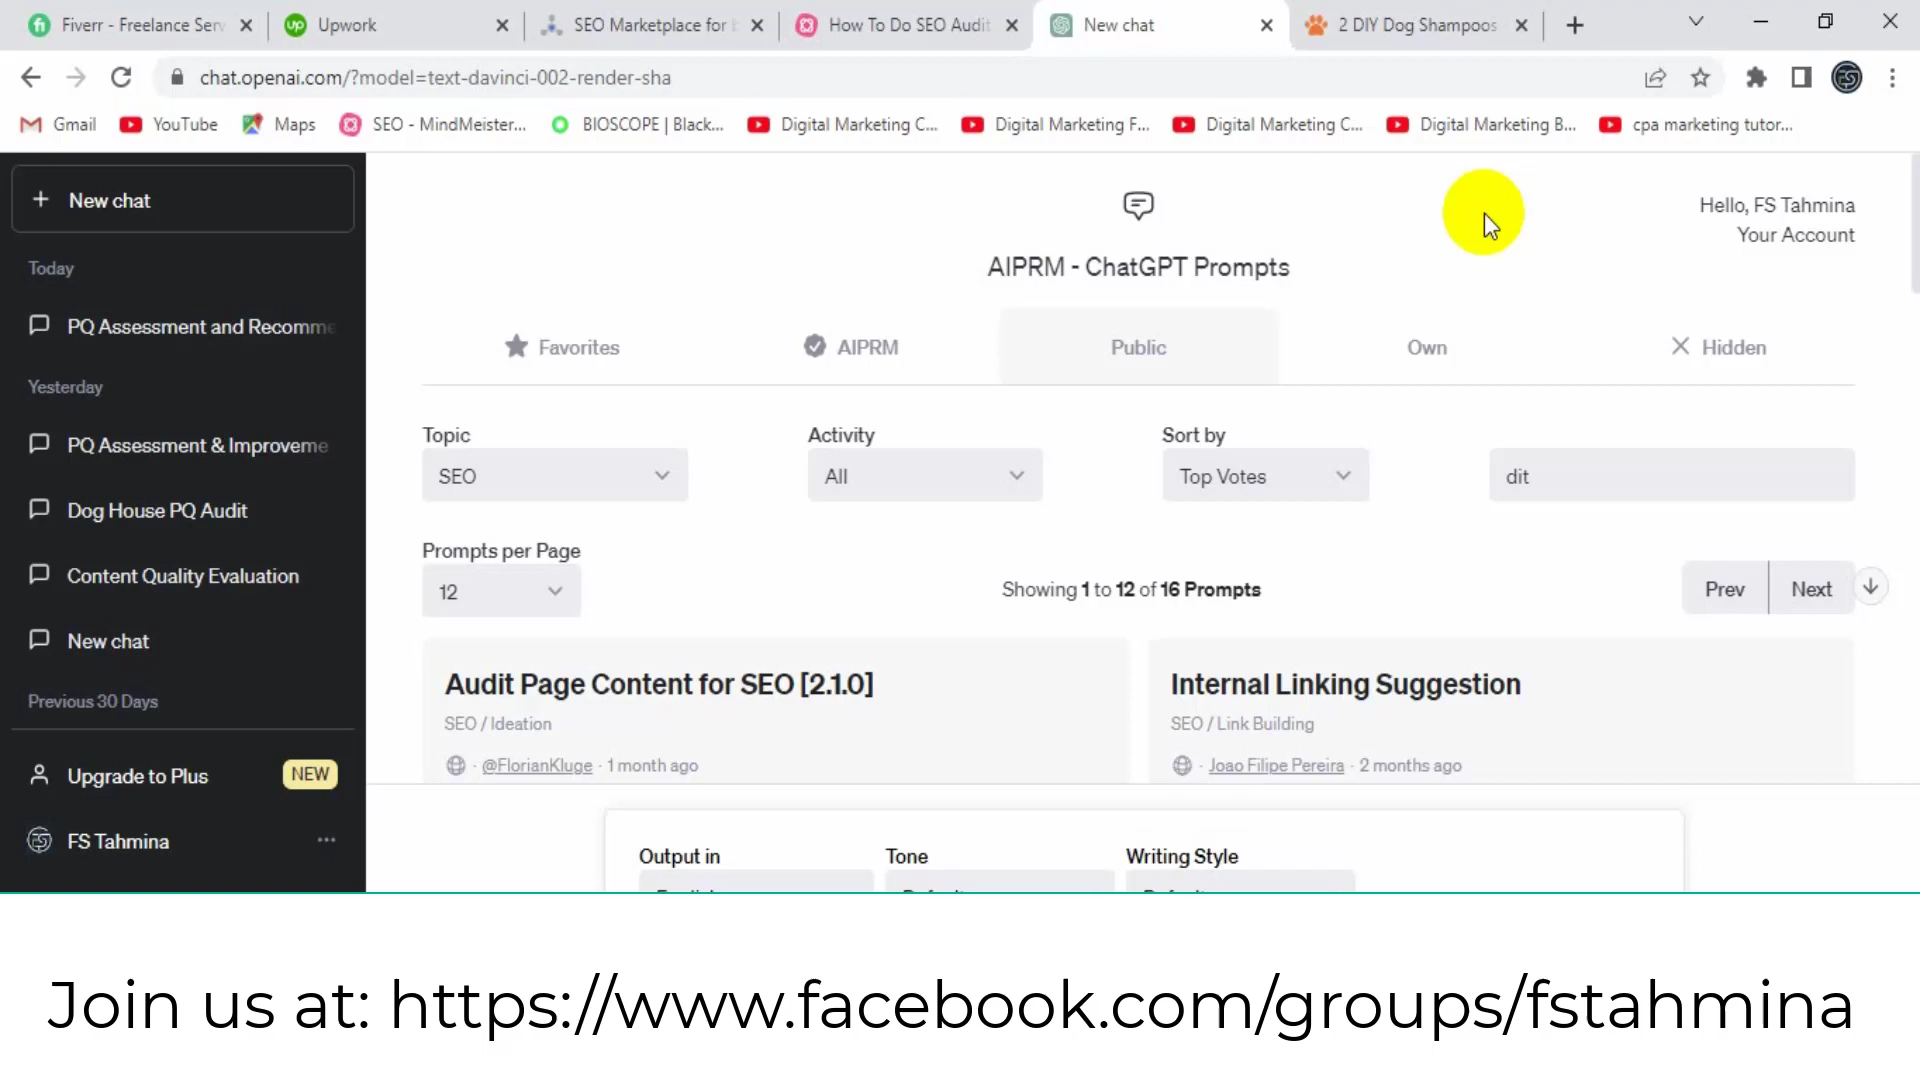 Fiverr - Freelance Serv
Upwork
SEO Marketplace for b
How To Do SEO Audit
New chat
2 DIY Dog Shampoos
chat.openai.com/?model=text-davinci-002-render-sha
Gmail
YouTube
Maps
SEO - MindMeister...
BIOSCOPE | Black...
Digital Marketing C...
Digital Marketing F...
Digital Marketing C...
Digital Marketing B...
cpa marketing tutor...
New chat
Today
PQ Assessment and Recomme
Yesterday
PQ Assessment & Improveme
Dog House PQ Audit
Content Quality Evaluation
New chat
Previous 30 Days
Upgrade to Plus
NEW
FS Tahmina
Hello, FS Tahmina
Your Account
AIPRM - ChatGPT Prompts
Favorites
AIPRM
Public
Own
Hidden
Topic
SEO
Activity
All
Sort by
Top Votes
dit
Prompts per Page
12
Showing 1 to 12 of 16 Prompts
Prev
Next
Audit Page Content for SEO [2.1.0]
SEO / Ideation
· @FlorianKluge · 1 month ago
Internal Linking Suggestion
SEO / Link Building
· Joao Filipe Pereira · 2 months ago
Output in
Tone
Writing Style
Join us at: https://www.facebook.com/groups/fstahmina